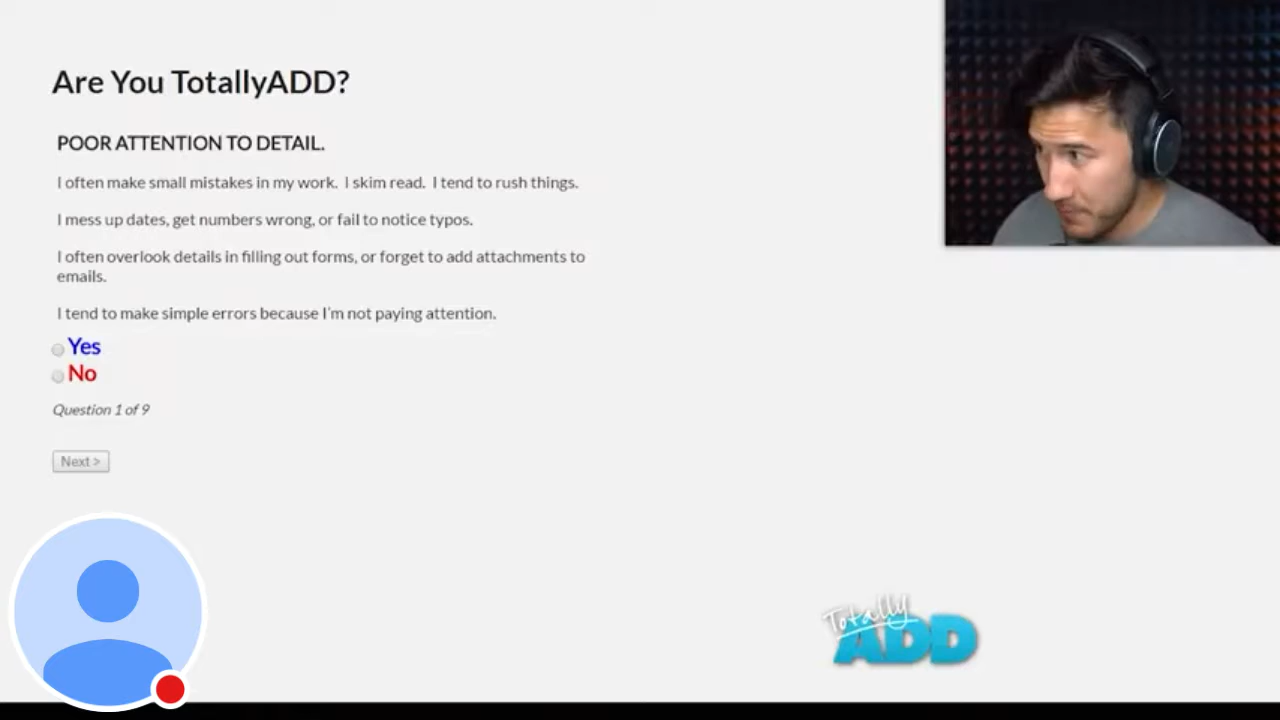 Are You TotallyADD?
POOR ATTENTION TO DETAIL.
I often make small mistakes in my work. I skim read. I tend to rush things.
I mess up dates, get numbers wrong, or fail to notice typos.
I often overlook details in filling out forms, or forget to add attachments to
emails.
I tend to make simple errors because I'm not paying attention.
Yes
No
Question 1 of 9
Next >
Totally
ADD